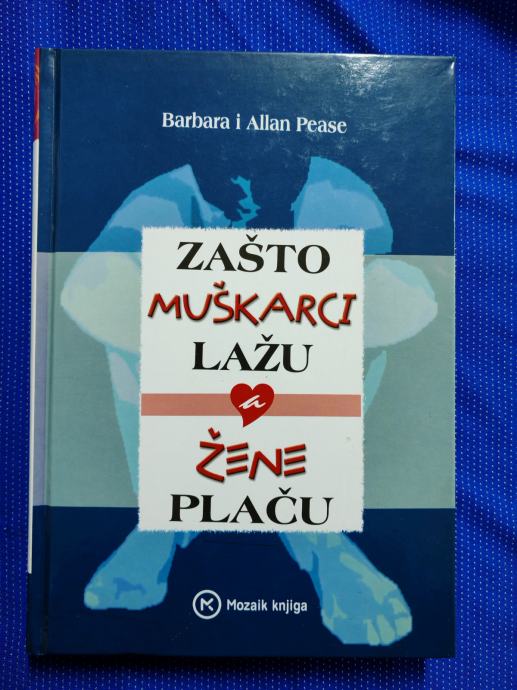 Barbara i Allan Pease
ZAŠTO
MUŠKARCI
LAŽU
a
ŽENE
PLAČU
Mozaik knjiga